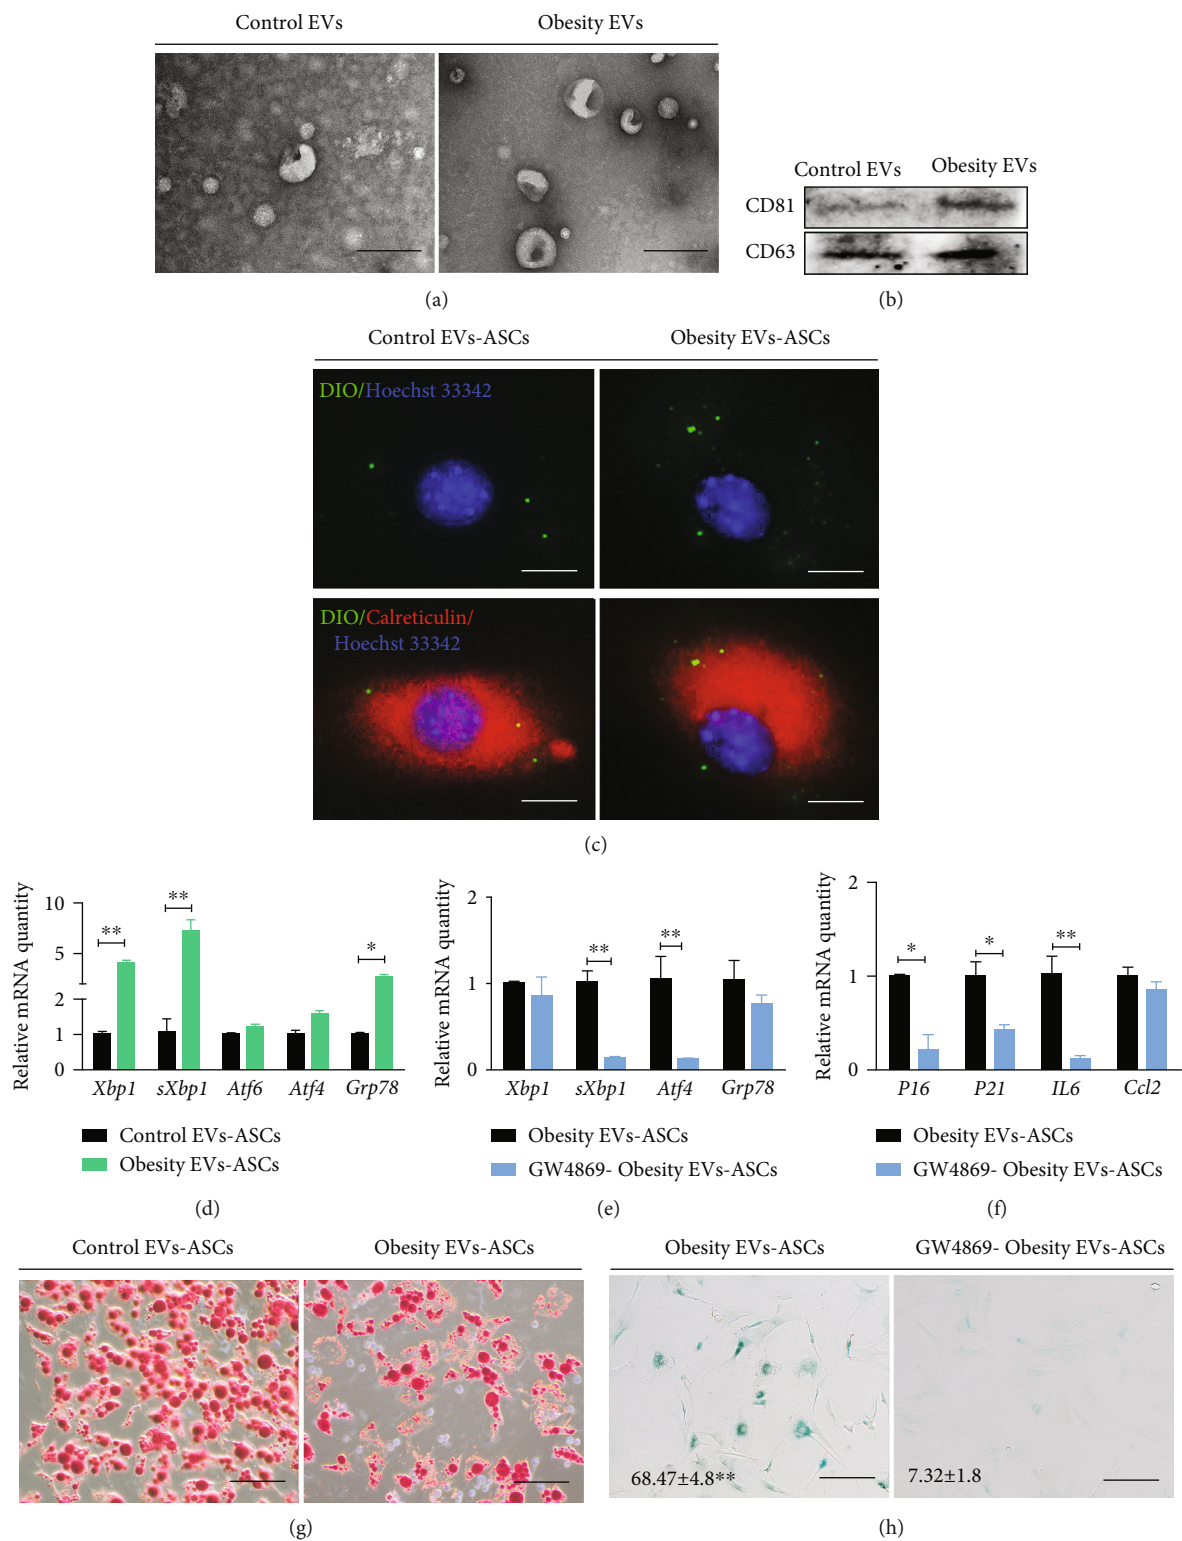 Control EVs
Obesity EVs
(a)
Control EVs
Obesity EVs
CD81
CD63
(b)
Control EVs-ASCs
Obesity EVs-ASCs
DIO/Hoechst 33342
DIO/Calreticulin/
Hoechst 33342
(c)
Relative mRNA quantity
10
5
2
1
0
**
**
*
Xbp1
sXbp1
Atf6
Atf4
Grp78
Control EVs-ASCs
Obesity EVs-ASCs
(d)
Relative mRNA quantity
2
1
0
**
**
Xbp1
sXbp1
Atf4
Grp78
Obesity EVs-ASCs
GW4869- Obesity EVs-ASCs
(e)
Relative mRNA quantity
2
1
0
*
*
**
P16
P21
IL6
Ccl2
Obesity EVs-ASCs
GW4869- Obesity EVs-ASCs
(f)
Control EVs-ASCs
Obesity EVs-ASCs
(g)
Obesity EVs-ASCs
GW4869- Obesity EVs-ASCs
68.47±4.8**
7.32±1.8
(h)